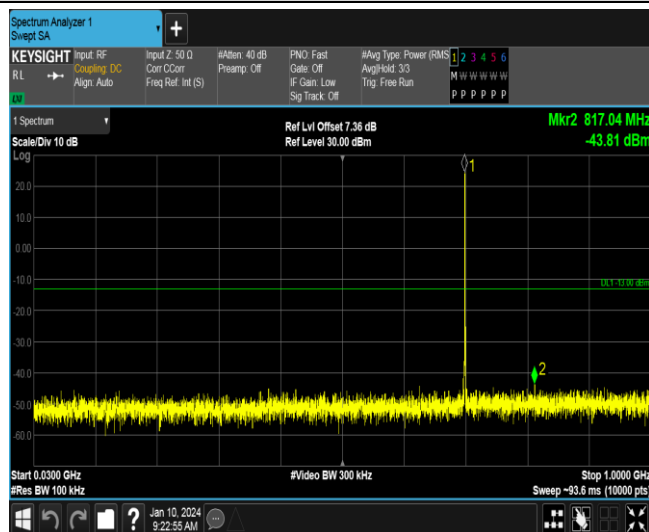 Spectrum Analyzer 1
Swept SA
+
KEYSIGHT Input: RF Input Z: 50 Ω #Atten: 40 dB PNO: Fast #Avg Type: Power (RMS 1 2 3 4 5 6
RL Coupling: DC Corr CCorr Preamp: Off Gate: Off Avg|Hold: 3/3 M W W W W W
Align: Auto Freq Ref: Int (S) IF Gain: Low Trig: Free Run
Sig Track: Off P P P P P P
LXI
1 Spectrum Ref Lvl Offset 7.36 dB Mkr2 817.04 MHz
Scale/Div 10 dB Ref Level 30.00 dBm -43.81 dBm
Log
1
20.0
10.0
0.00
-10.0
DL1 -13.00 dBm
-20.0
-30.0
-40.0
2
-50.0
-60.0
Start 0.0300 GHz #Video BW 300 kHz Stop 1.0000 GHz
#Res BW 100 kHz Sweep ~93.6 ms (10000 pts)
? Jan 10, 2024
9:22:55 AM